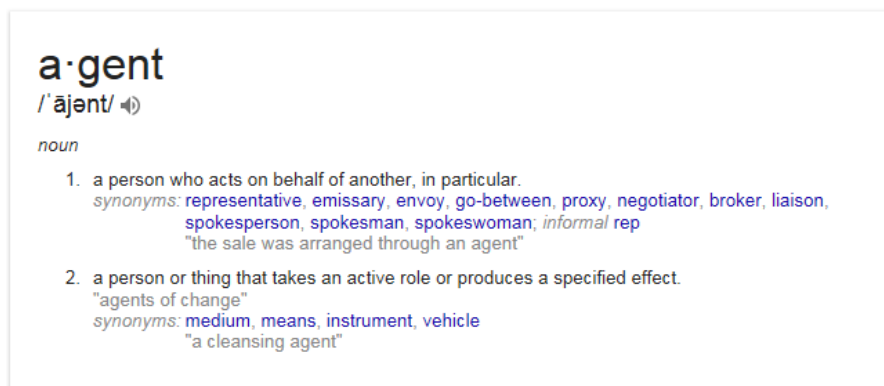 a·gent
/ˈājənt/
noun
1. a person who acts on behalf of another, in particular.
synonyms: representative, emissary, envoy, go-between, proxy, negotiator, broker, liaison,
spokesperson, spokesman, spokeswoman; informal rep
"the sale was arranged through an agent"
2. a person or thing that takes an active role or produces a specified effect.
"agents of change"
synonyms: medium, means, instrument, vehicle
"a cleansing agent"